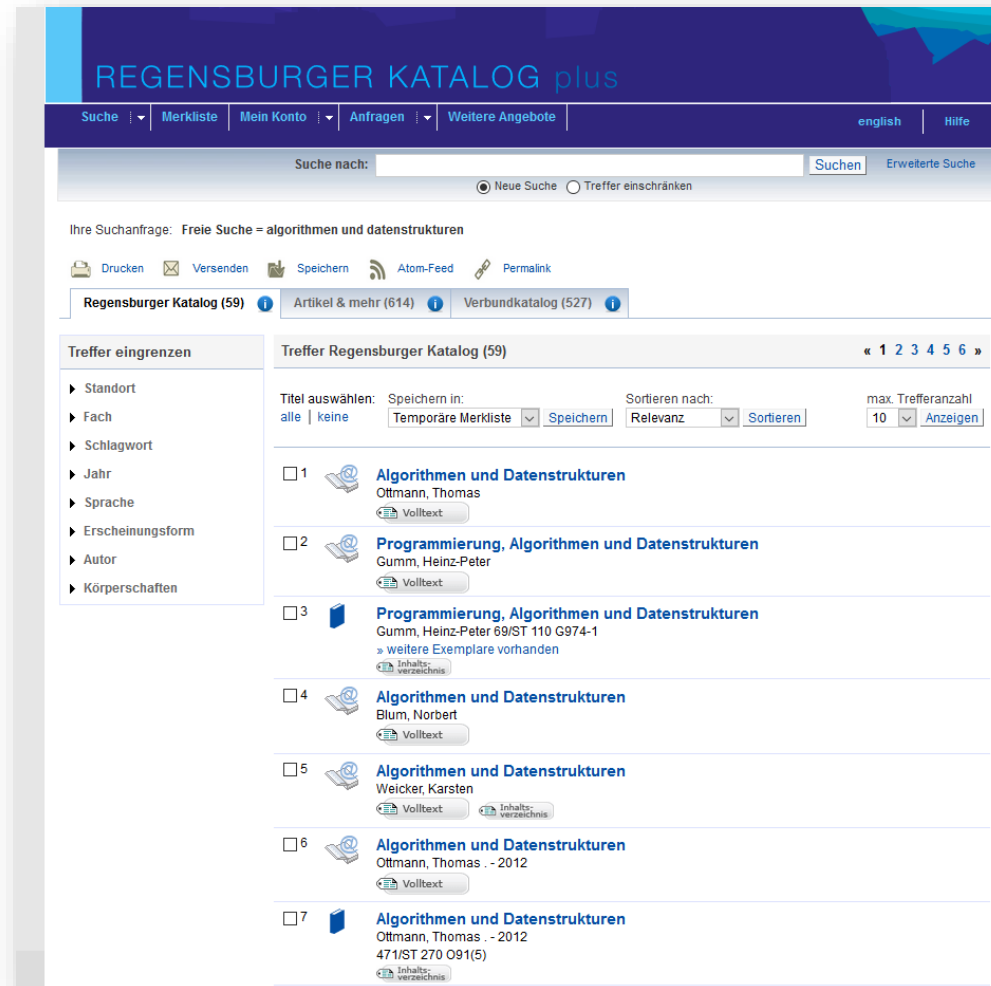 REGENSBURGER KATALOG plus
Suche Merkliste Mein Konto Anfragen Weitere Angebote english Hilfe
Suche nach: Suchen Erweiterte Suche
Neue Suche Treffer einschränken
Ihre Suchanfrage: Freie Suche = algorithmen und datenstrukturen
Drucken Versenden Speichern Atom-Feed Permalink
Regensburger Katalog (59) i Artikel & mehr (614) i Verbundkatalog (527) i
Treffer eingrenzen
Standort
Fach
Schlagwort
Jahr
Sprache
Erscheinungsform
Autor
Körperschaften
Treffer Regensburger Katalog (59) « 1 2 3 4 5 6 »
Titel auswählen: Speichern in: Sortieren nach: max. Trefferanzahl
alle | keine Temporäre Merkliste Speichern Relevanz Sortieren 10 Anzeigen
1 @ Algorithmen und Datenstrukturen
Ottmann, Thomas
Volltext
2 @ Programmierung, Algorithmen und Datenstrukturen
Gumm, Heinz-Peter
Volltext
3 Programmierung, Algorithmen und Datenstrukturen
Gumm, Heinz-Peter 69/ST 110 G974-1
» weitere Exemplare vorhanden
Inhalts-
verzeichnis
4 @ Algorithmen und Datenstrukturen
Blum, Norbert
Volltext
5 @ Algorithmen und Datenstrukturen
Weicker, Karsten
Volltext Inhalts-
verzeichnis
6 @ Algorithmen und Datenstrukturen
Ottmann, Thomas . - 2012
Volltext
7 Algorithmen und Datenstrukturen
Ottmann, Thomas . - 2012
471/ST 270 O91(5)
Inhalts-
verzeichnis